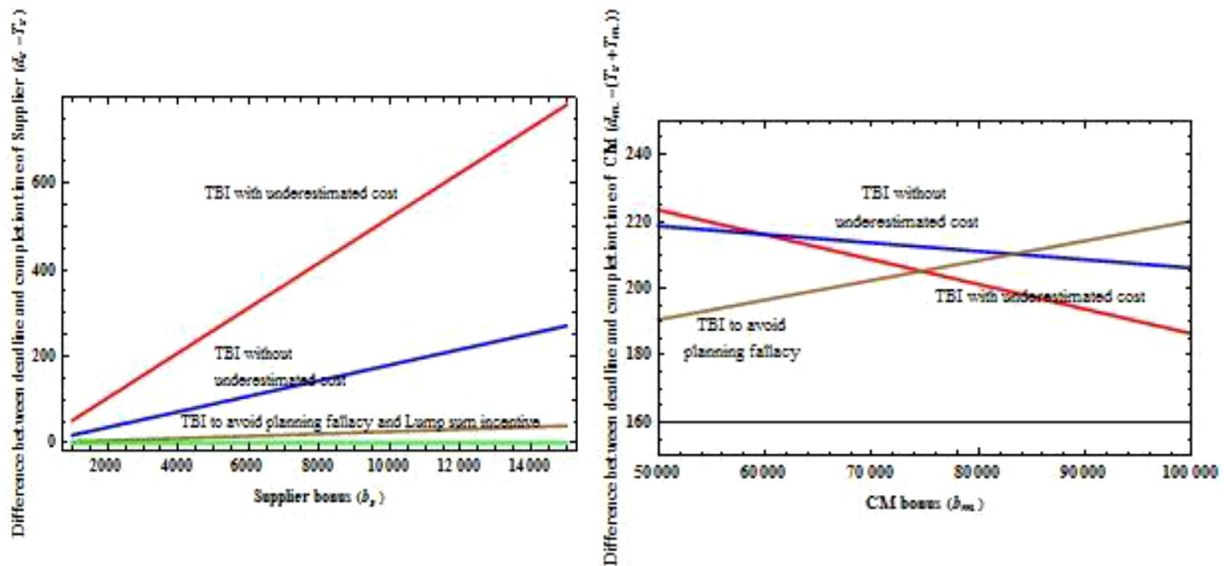 Difference between deadline and completion time of Supplier (dₛ -Tₛ)
600
400
200
0
TBI with underestimated cost
TBI without
underestimated cost
TBI to avoid planning fallacy and Lump sum incentive
2000 4000 6000 8000 10 000 12 000 14 000
Supplier bonus (bₛ)
Difference between deadline and completion time of CM (dₘ -(Tₛ +Tₘ))
240
220
200
180
160
TBI without
underestimated cost
TBI with underestimated cost
TBI to avoid
planning fallacy
50 000 60 000 70 000 80 000 90 000 100 000
CM bonus (bₘ)